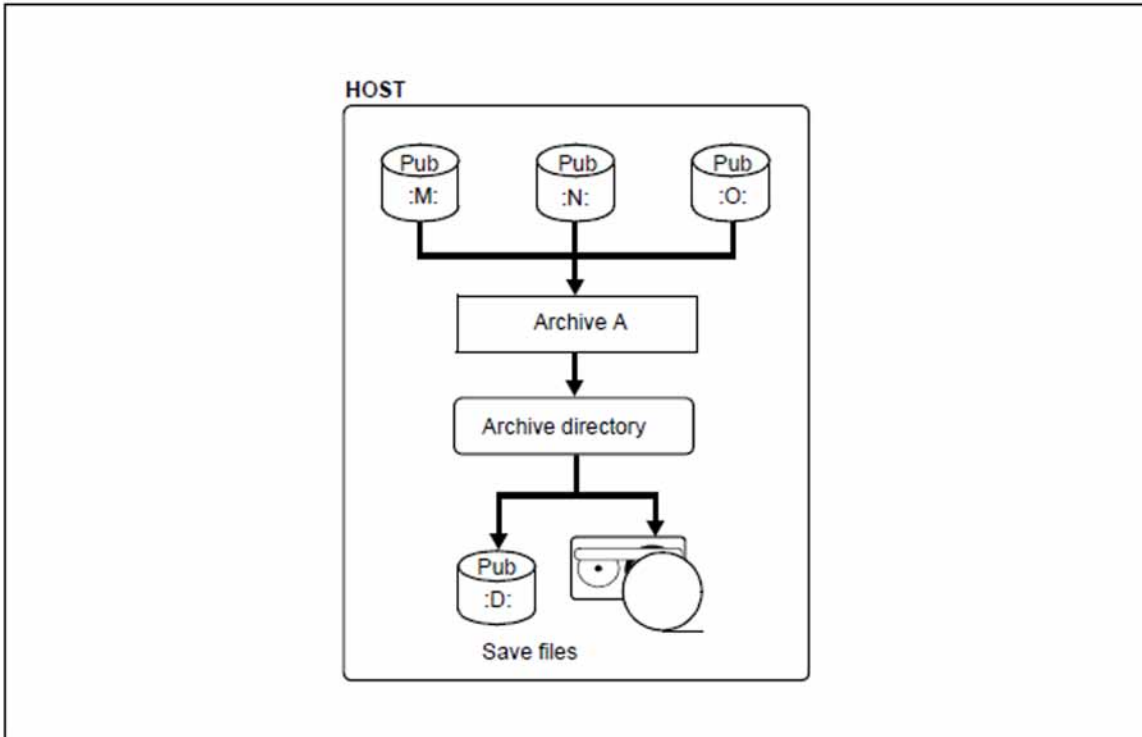 HOST
Pub
:M:
Pub
:N:
Pub
:O:
Archive A
Archive directory
Pub
:D:
Save files